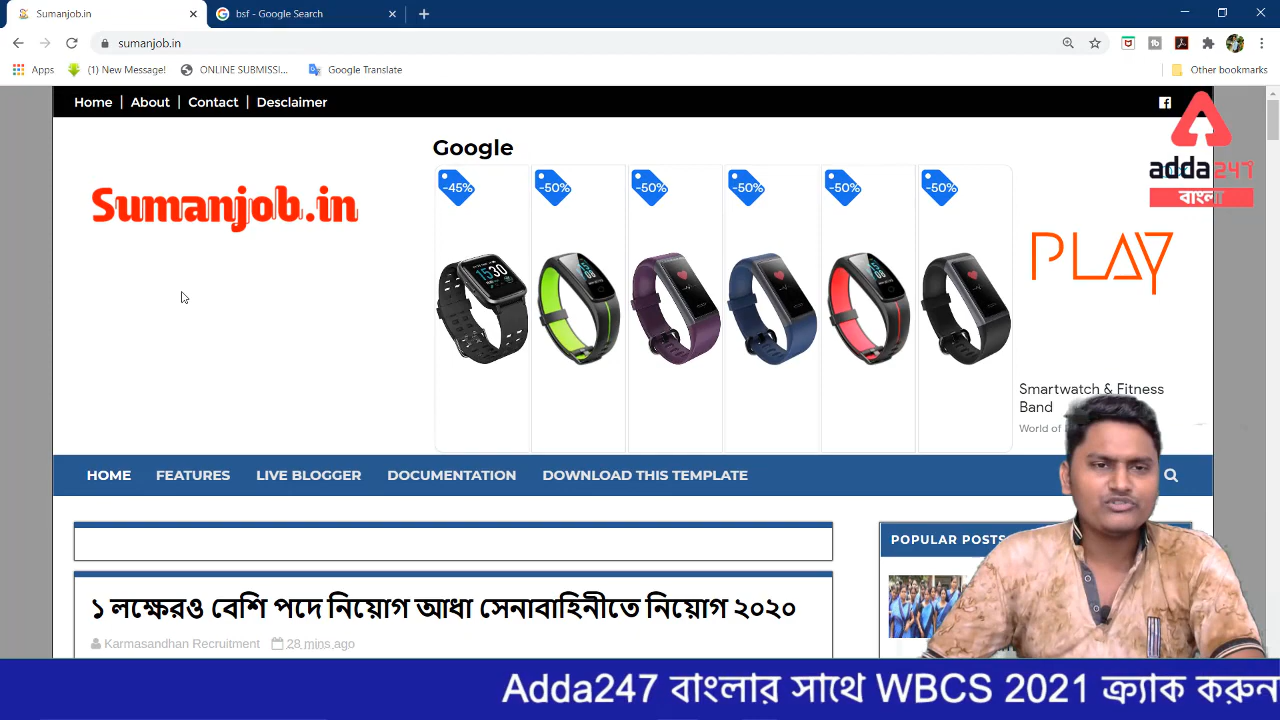 Sumanjob.in
bsf - Google Search
sumanjob.in
Apps
(1) New Message!
ONLINE SUBMISSI...
Google Translate
Other bookmarks
Home | About | Contact | Desclaimer
adda247
বাংলা
Sumanjob.in
Google
-45%
-50%
-50%
-50%
-50%
-50%
PLAY
Smartwatch & Fitness
Band
World of
HOME FEATURES LIVE BLOGGER DOCUMENTATION DOWNLOAD THIS TEMPLATE
POPULAR POSTS
১ লক্ষেরও বেশি পদে নিয়োগ আধা সেনাবাহিনীতে নিয়োগ ২০২০
Karmasandhan Recruitment 28 mins ago
Adda247 বাংলার সাথে WBCS 2021 ক্র্যাক করুন